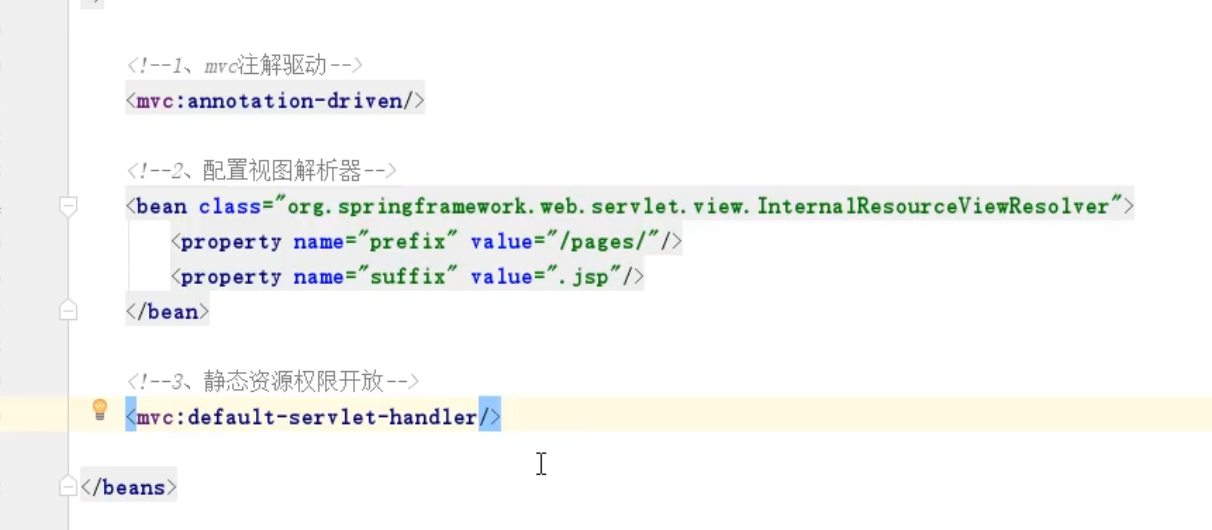 <!--1、mvc注解驱动-->
<mvc:annotation-driven/>
<!--2、配置视图解析器-->
<bean class="org.springframework.web.servlet.view.InternalResourceViewResolver">
<property name="prefix" value="/pages/"/>
<property name="suffix" value=".jsp"/>
</bean>
<!--3、静态资源权限开放-->
<mvc:default-servlet-handler/>
</beans>